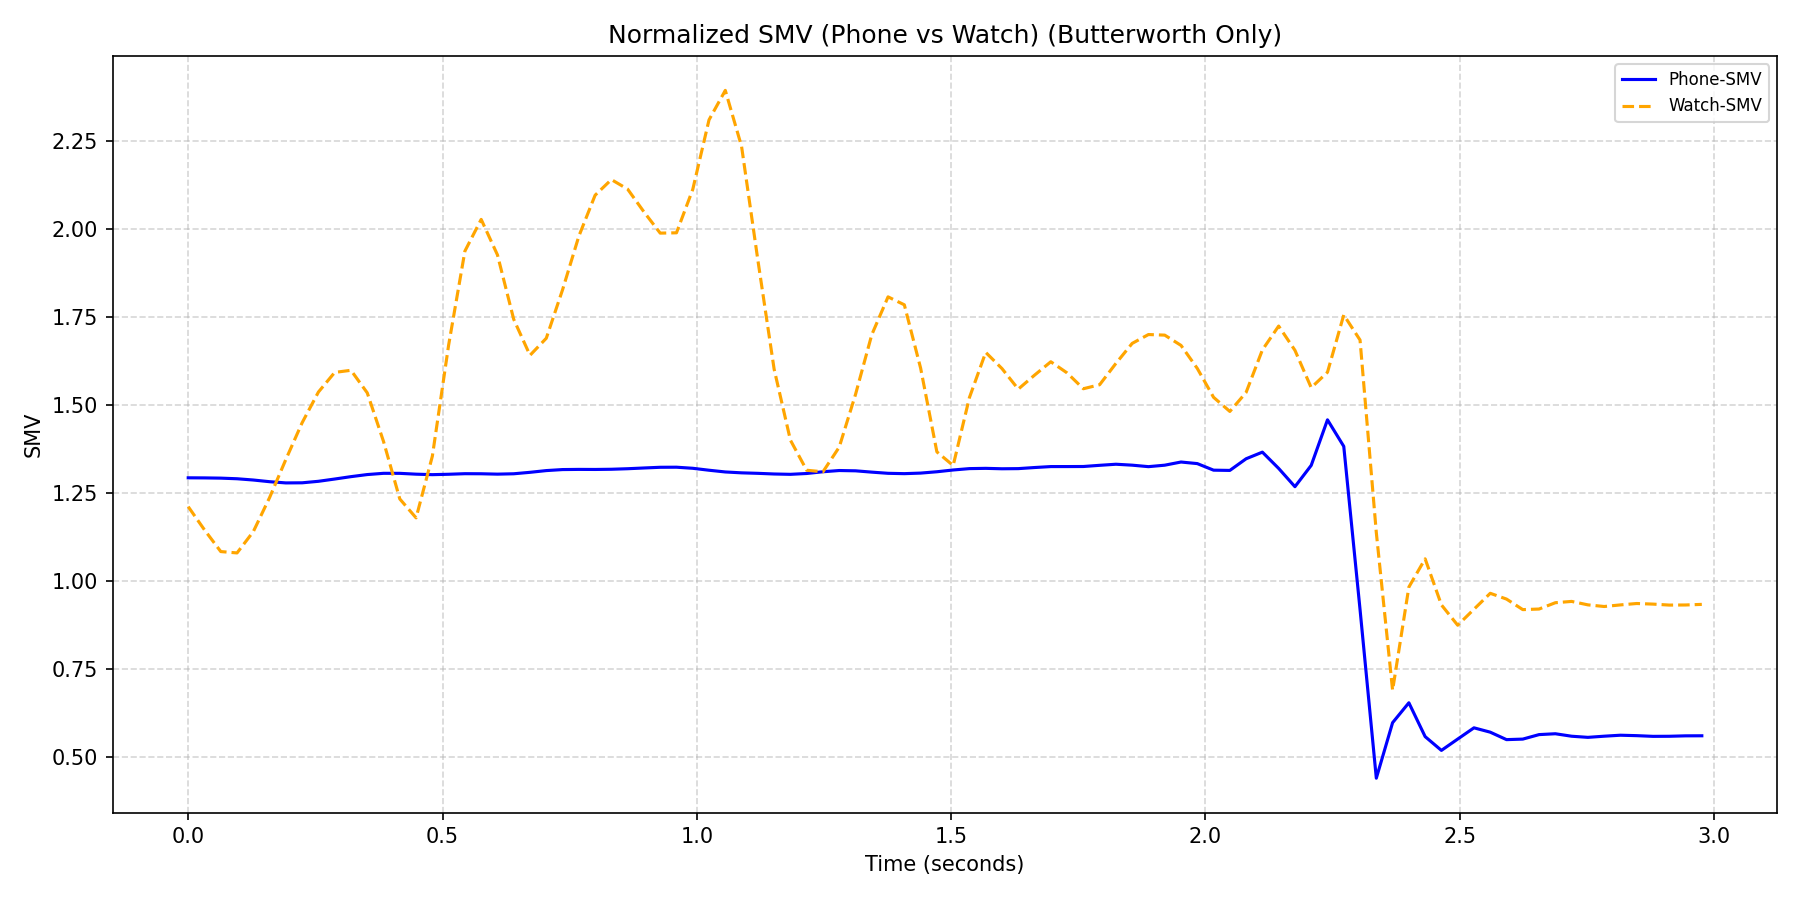 Normalized SMV (Phone vs Watch) (Butterworth Only)
Phone-SMV
Watch-SMV
SMV
2.25
2.00
1.75
1.50
1.25
1.00
0.75
0.50
0.0 0.5 1.0 1.5 2.0 2.5 3.0
Time (seconds)